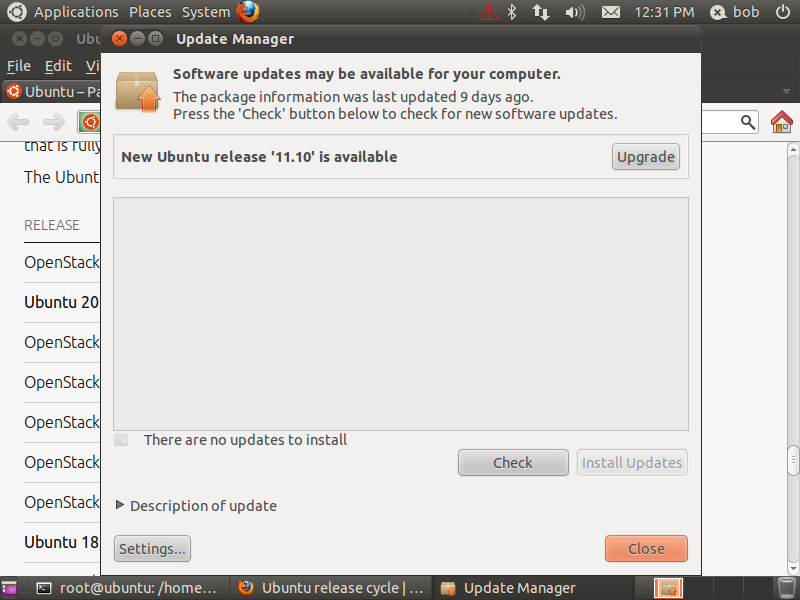 Applications Places System 12:31 PM bob
Ubu Update Manager
File Edit Vi
Ubuntu – Pa
Software updates may be available for your computer.
The package information was last updated 9 days ago.
Press the 'Check' button below to check for new software updates.
that is fully
New Ubuntu release '11.10' is available Upgrade
The Ubunt
RELEASE
OpenStack
Ubuntu 20
OpenStack
OpenStack
OpenStack
There are no updates to install
OpenStack
Check Install Updates
OpenStack
Description of update
Ubuntu 18
Settings... Close
root@ubuntu: /home... Ubuntu release cycle | ... Update Manager